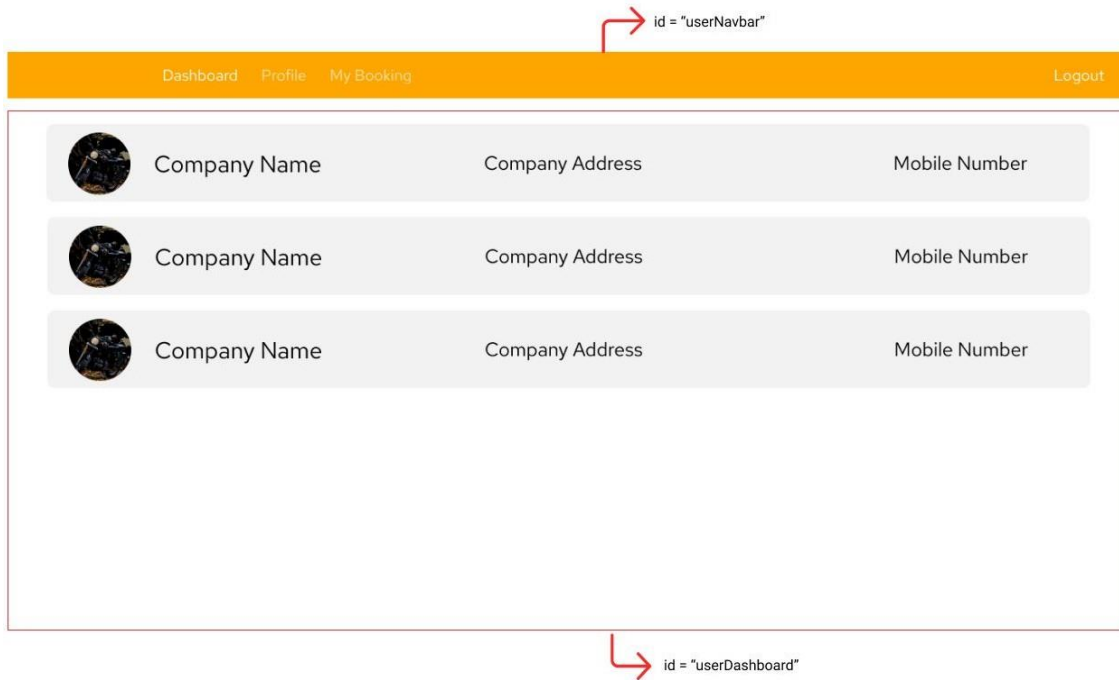 id = “userNavbar”
Dashboard Profile My Booking Logout
Company Name Company Address Mobile Number
Company Name Company Address Mobile Number
Company Name Company Address Mobile Number
id = “userDashboard”